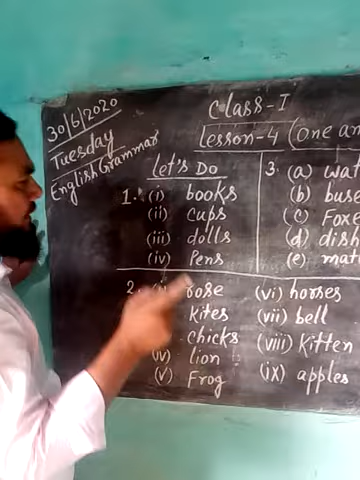 30/6/2020
Tuesday
English Grammar
Class-I
Lesson-4 (One an
Let's Do
1. (i) books
(ii) cups
(iii) dolls
(iv) Pens
3. (a) wat
(b) buse
(c) Foxe
(d) dish
(e) mat
2. rose
kites
chicks
(iv) lion
(v) Frog
(vi) horses
(vii) bell
(viii) Kitten
(ix) apples